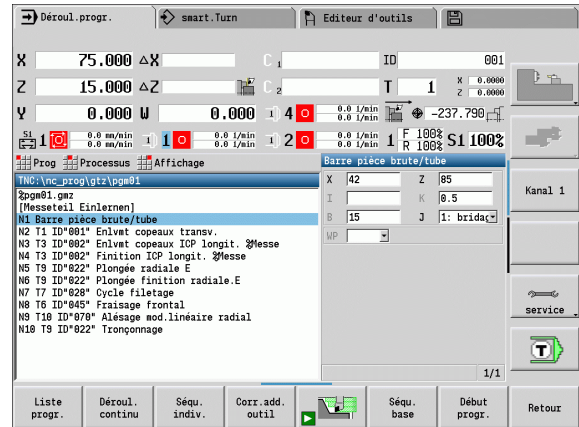 Déroul.progr.
smart.Turn
Editeur d'outils
X 75.000 ΔX C 1 ID 001
Z 15.000 ΔZ C 2 T 1 X 0.0000
Z 0.0000
Y 0.000 U 0.000 1) 4 0 0.0 1/min
0.0 1/min -237.790
S1 1 0.0 mm/min
0.0 mm/min 1) 1 0 0.0 1/min
0.0 1/min 1) 2 0 0.0 1/min
0.0 1/min 1 F 100%
R 100% S1 100%
Prog Processus Affichage
Barre pièce brute/tube
TNC:\nc_prog\gtz\pgm01
%pgm01.gmz
[Messeteil Einlernen]
N1 Barre pièce brute/tube
N2 T1 ID"001" Enlvmt copeaux transv.
N3 T3 ID"002" Enlvmt copeaux ICP longit. %Messe
N4 T3 ID"002" Finition ICP longit. %Messe
N5 T9 ID"022" Plongée radiale E
N6 T9 ID"022" Plongée finition radiale.E
N7 T7 ID"028" Cycle filetage
N8 T6 ID"045" Fraisage frontal
N9 T10 ID"070" Alésage mod.linéaire radial
N10 T9 ID"022" Tronçonnage
X 42 Z 85
I K 0.5
B 15 J 1: bridag
WP
1/1
Kanal 1
service
T
Liste progr.
Déroul. continu
Séqu. indiv.
Corr.add. outil
Séqu. base
Début progr.
Retour